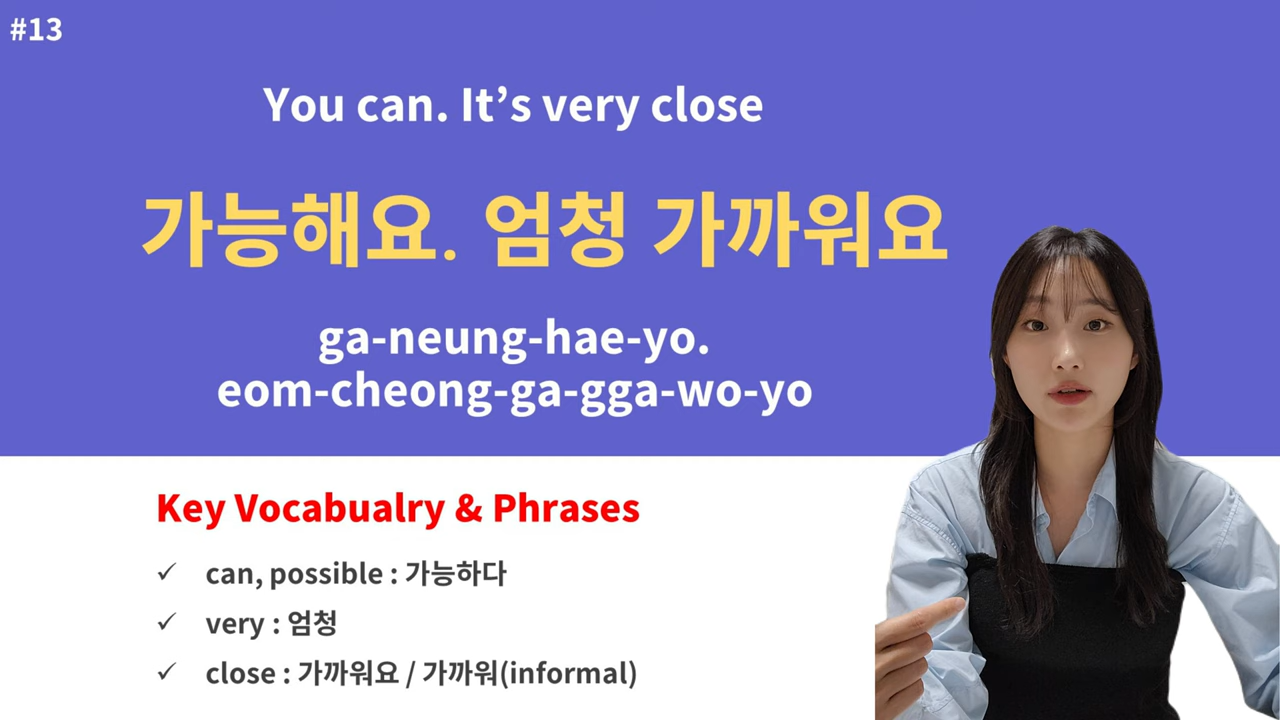 #13
You can. It’s very close
가능해요. 엄청 가까워요
ga-neung-hae-yo.
eom-cheong-ga-gga-wo-yo
Key Vocabualry & Phrases
✓ can, possible : 가능하다
✓ very : 엄청
✓ close : 가까워요 / 가까워(informal)